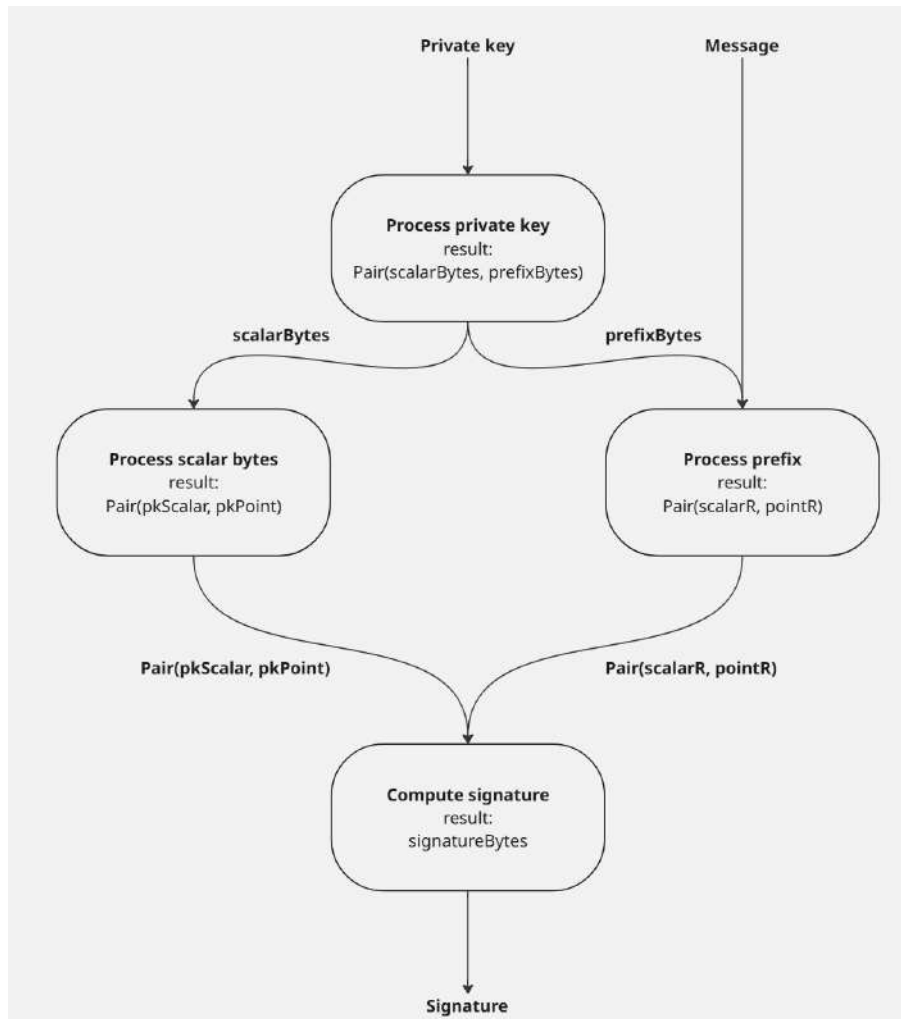 Private key
Message
Process private key
result:
Pair(scalarBytes, prefixBytes)
scalarBytes
prefixBytes
Process scalar bytes
result:
Pair(pkScalar, pkPoint)
Process prefix
result:
Pair(scalarR, pointR)
Pair(pkScalar, pkPoint)
Pair(scalarR, pointR)
Compute signature
result:
signatureBytes
Signature